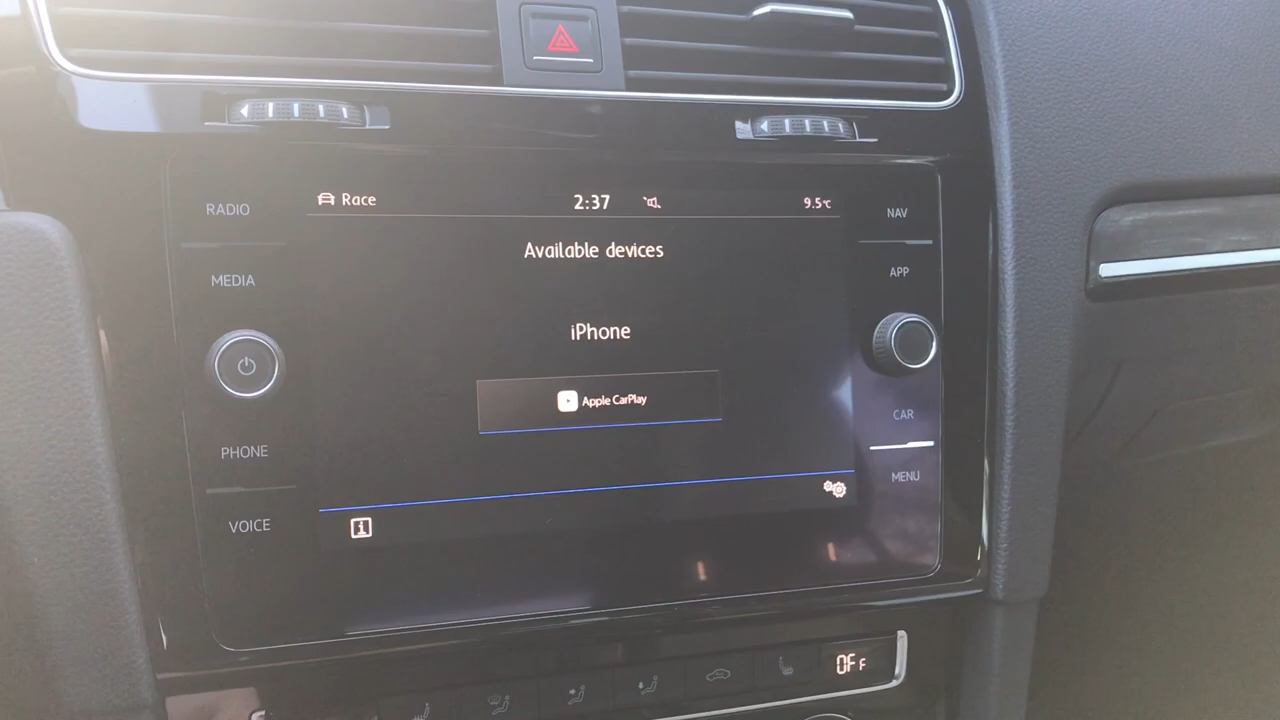 RADIO
MEDIA
PHONE
VOICE
Race 2:37 9.5℃
Available devices
iPhone
Apple CarPlay
i
NAV
APP
CAR
MENU
OFF